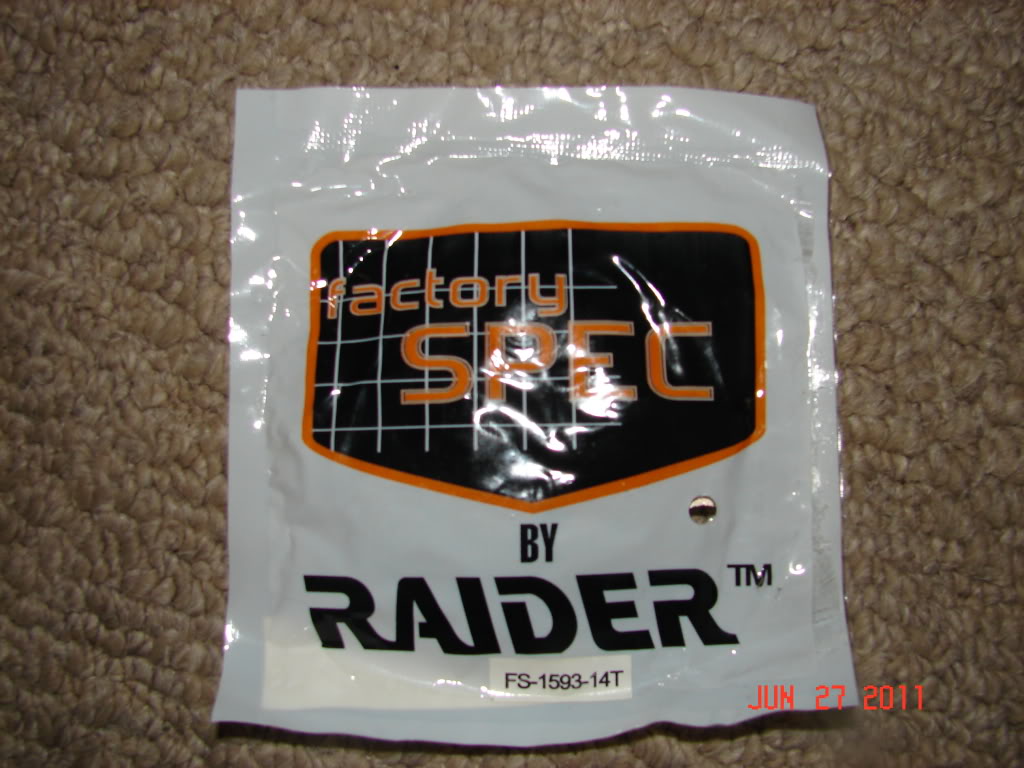 factory
SPEC
BY
RAIDER™
FS-1593-14T
JUN 27 2011